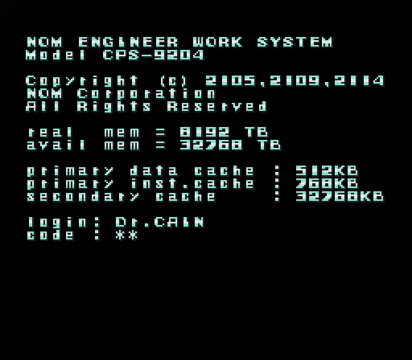 NOM ENGINEER WORK SYSTEM
Model CPS-9204
Copyright (c) 2105,2109,2114
NOM Corporation
All Rights Reserved
real mem = 8192 TB
avail mem = 32768 TB
primary data cache : 512KB
primary inst.cache : 768KB
secondary cache : 32768KB
login: Dr.CAIN
code : **